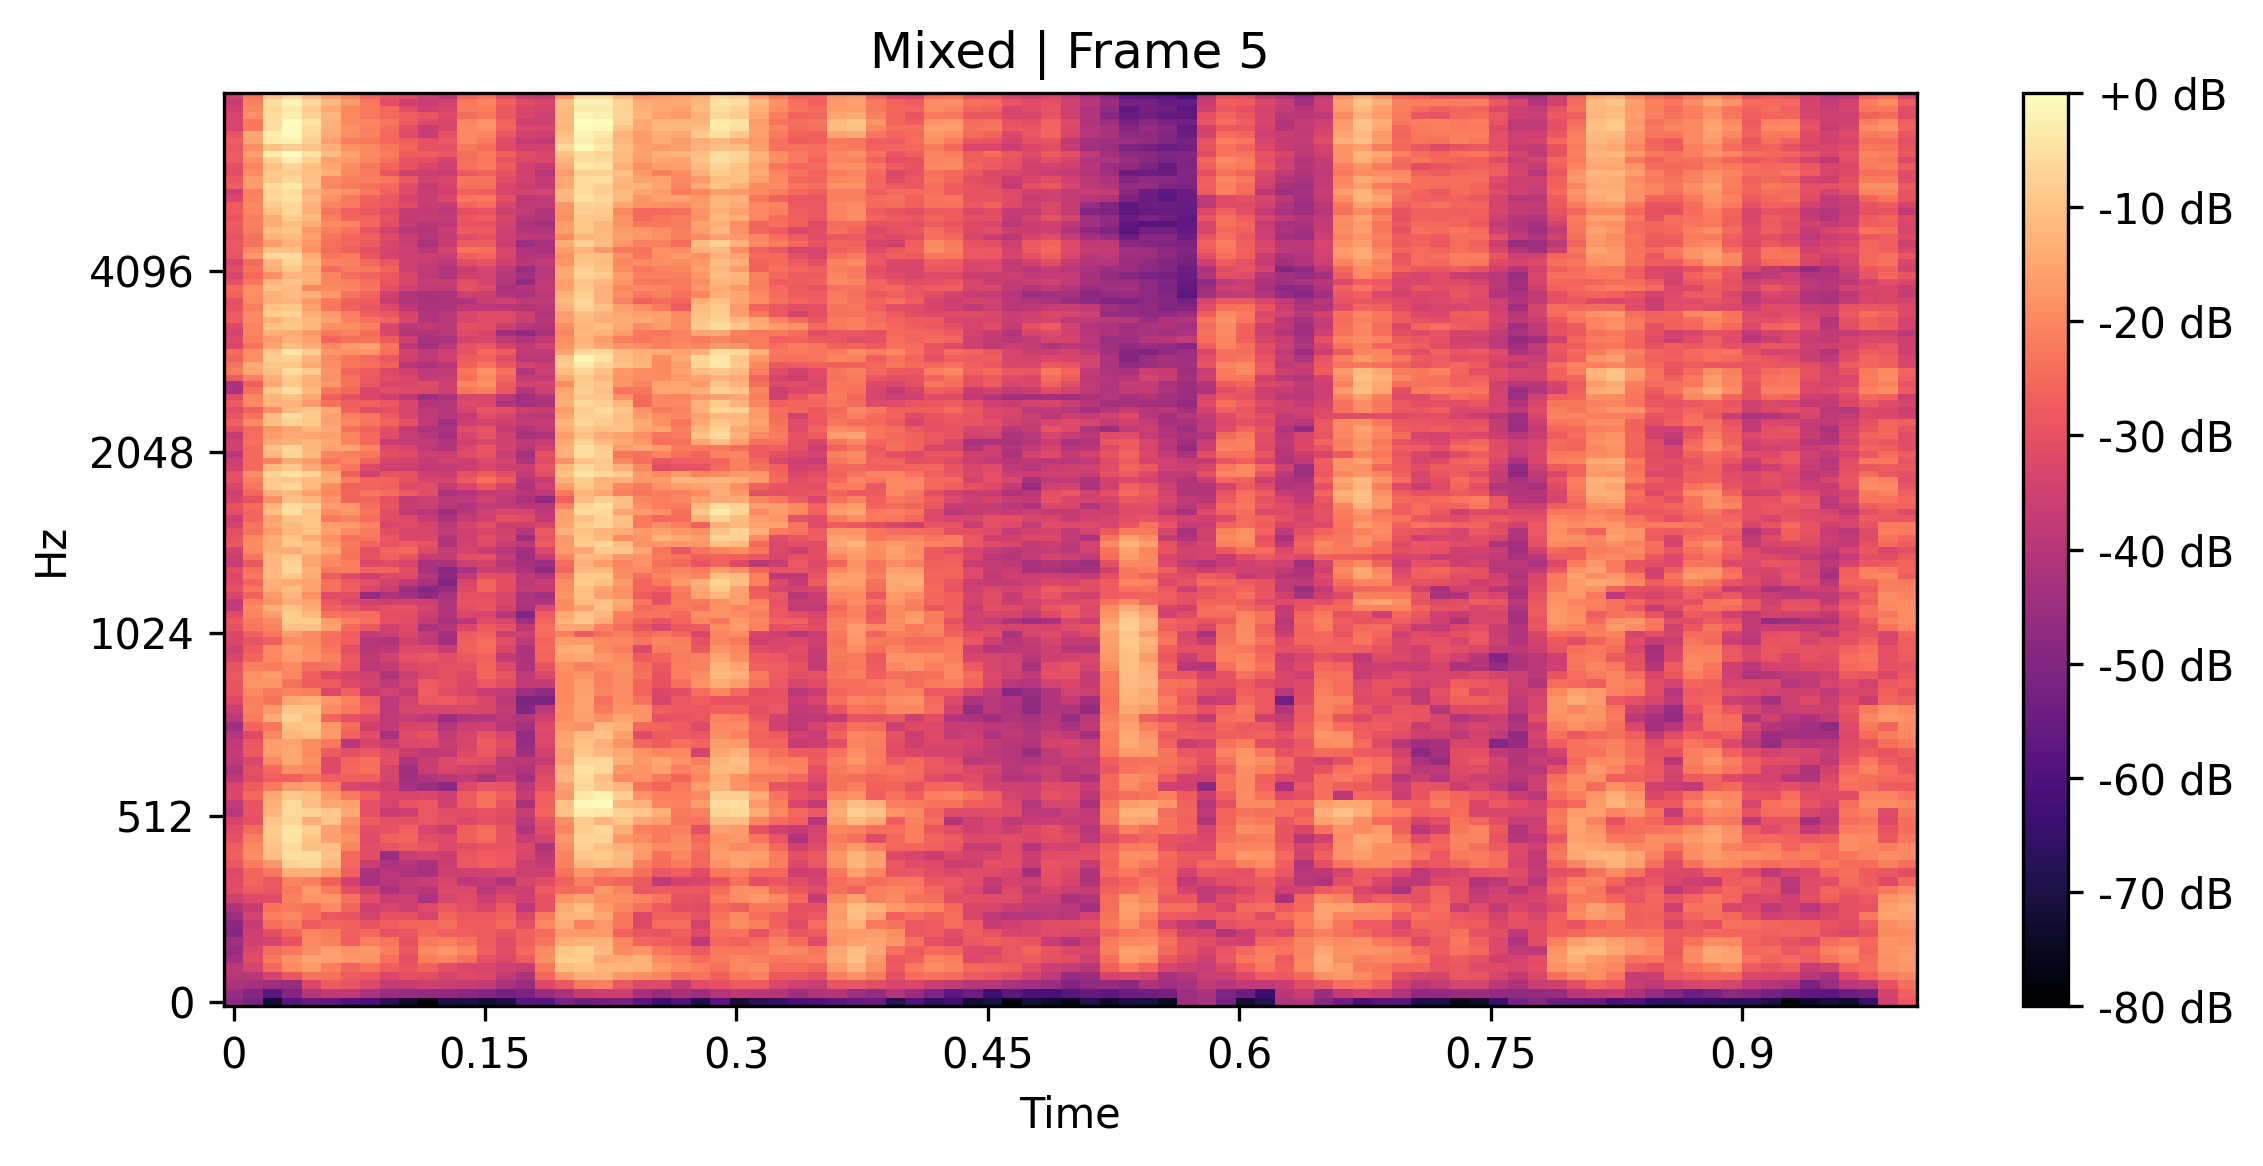 Mixed | Frame 5
Hz
4096
2048
1024
512
0
0 0.15 0.3 0.45 0.6 0.75 0.9
Time
+0 dB
-10 dB
-20 dB
-30 dB
-40 dB
-50 dB
-60 dB
-70 dB
-80 dB